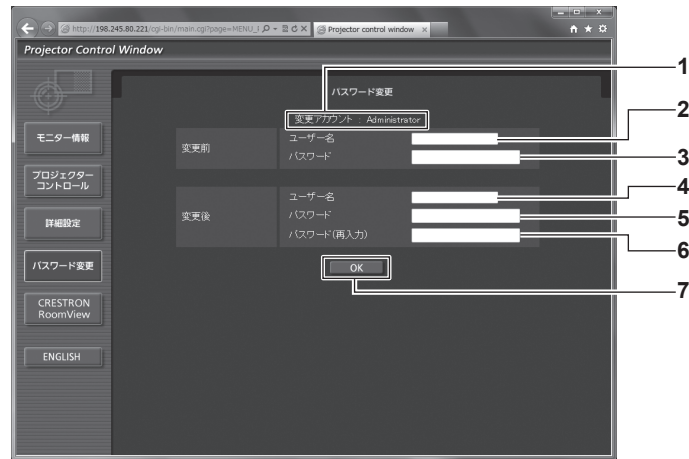 http://198.245.80.221/cgi-bin/main.cgi?page=MENU_I
Projector control window
Projector Control Window
パスワード変更
変更アカウント : Administrator
モニター情報
変更前
ユーザー名
パスワード
プロジェクター
コントロール
詳細設定
変更後
ユーザー名
パスワード
パスワード(再入力)
パスワード変更
OK
CRESTRON
RoomView
ENGLISH
1
2
3
4
5
6
7